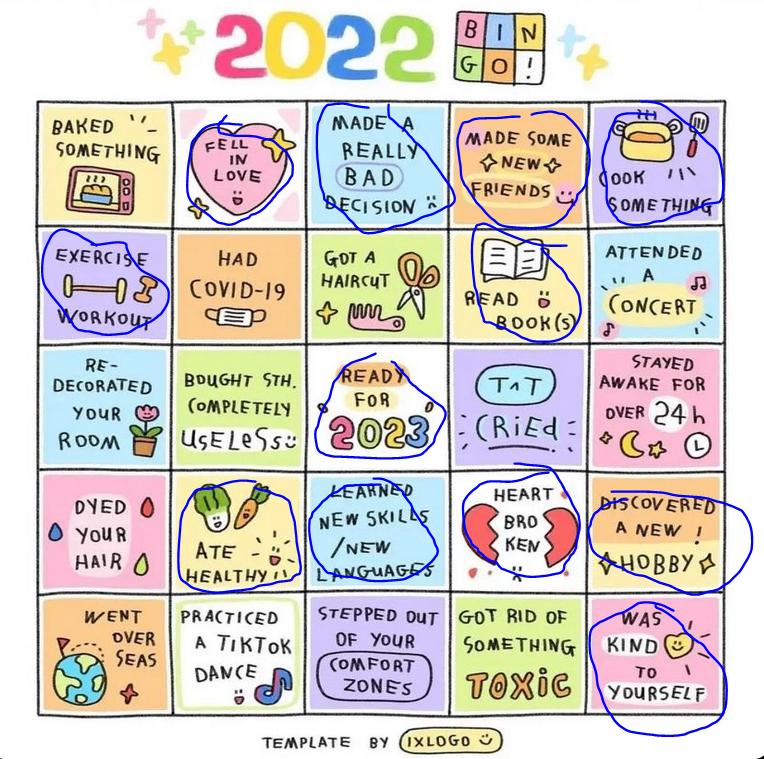 2022 BIN
GO!
BAKED
SOMETHING
FELL
IN
LOVE
MADE A
REALLY
BAD
DECISION
MADE SOME
NEW
FRIENDS
COOK
SOMETHING
EXERCISE
WORKOUT
HAD
COVID-19
GOT A
HAIRCUT
READ
BOOK(S)
ATTENDED
A
CONCERT
RE-
DECORATED
YOUR
ROOM
BOUGHT STH.
COMPLETELY
USELESS
READY
FOR
2023
T^T
CRIED
STAYED
AWAKE FOR
OVER 24h
DYED
YOUR
HAIR
ATE
HEALTHY!!
LEARNED
NEW SKILLS
/NEW
LANGUAGES
HEART
BRO
KEN
DISCOVERED
A NEW !
HOBBY
WENT
OVER
SEAS
PRACTICED
A TIKTOK
DANCE
STEPPED OUT
OF YOUR
COMFORT
ZONES
GOT RID OF
SOMETHING
TOXIC
WAS
KIND
TO
YOURSELF
TEMPLATE BY IXLOGO